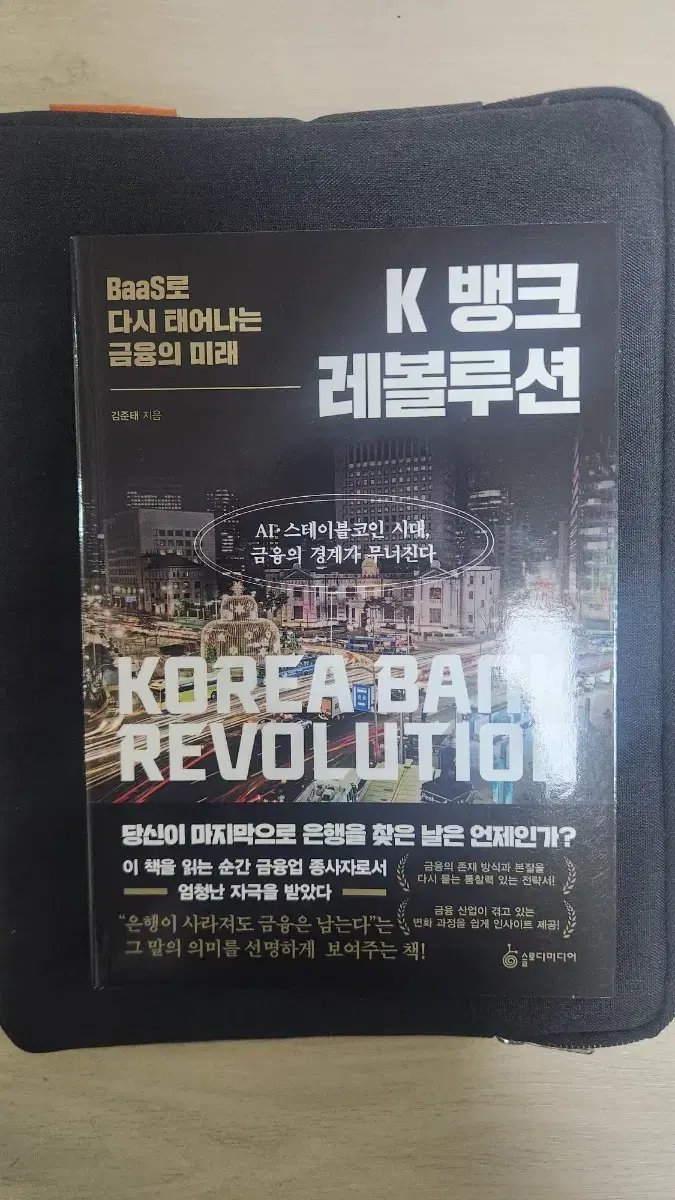 BaaS로
다시 태어나는
금융의 미래
김준태 지음
K 뱅크
레볼루션
AI·스테이블코인 시대,
금융의 경계가 무너진다
KOREA BANK
REVOLUTION
당신이 마지막으로 은행을 찾은 날은 언제인가?
이 책을 읽는 순간 금융업 종사자로서
엄청난 자극을 받았다
"은행이 사라져도 금융은 남는다"는
그 말의 의미를 선명하게 보여주는 책!
금융의 존재 방식과 본질을
다시 묻는 통찰력 있는 전략서!
금융 산업이 겪고 있는
변화 과정을 쉽게 인사이트 제공!
슬로디미디어